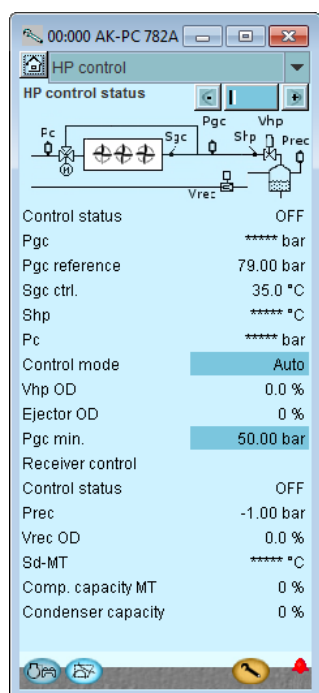 00:000 AK-PC 782A
HP control
HP control status
Pgc Vhp
Pc Sgc Shp Prec
M
Vrec
Control status OFF
Pgc ***** bar
Pgc reference 79.00 bar
Sgc ctrl. 35.0 °C
Shp ***** °C
Pc ***** bar
Control mode Auto
Vhp OD 0.0 %
Ejector OD 0 %
Pgc min. 50.00 bar
Receiver control
Control status OFF
Prec -1.00 bar
Vrec OD 0.0 %
Sd-MT ***** °C
Comp. capacity MT 0 %
Condenser capacity 0 %